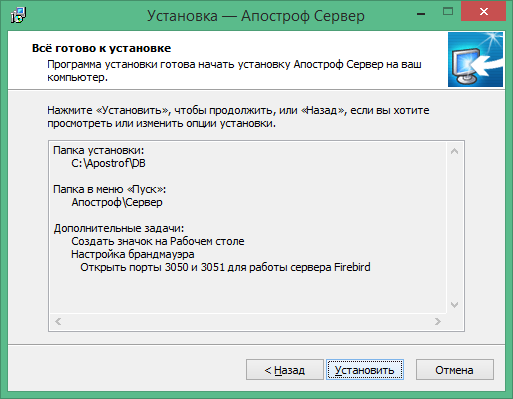 Установка — Апостроф Сервер
Всё готово к установке
Программа установки готова начать установку Апостроф Сервер на ваш
компьютер.
Нажмите «Установить», чтобы продолжить, или «Назад», если вы хотите
просмотреть или изменить опции установки.
Папка установки:
C:\Apostrof\DB
Папка в меню «Пуск»:
Апостроф\Сервер
Дополнительные задачи:
Создать значок на Рабочем столе
Настройка брандмауэра
Открыть порты 3050 и 3051 для работы сервера Firebird
< Назад
Установить
Отмена